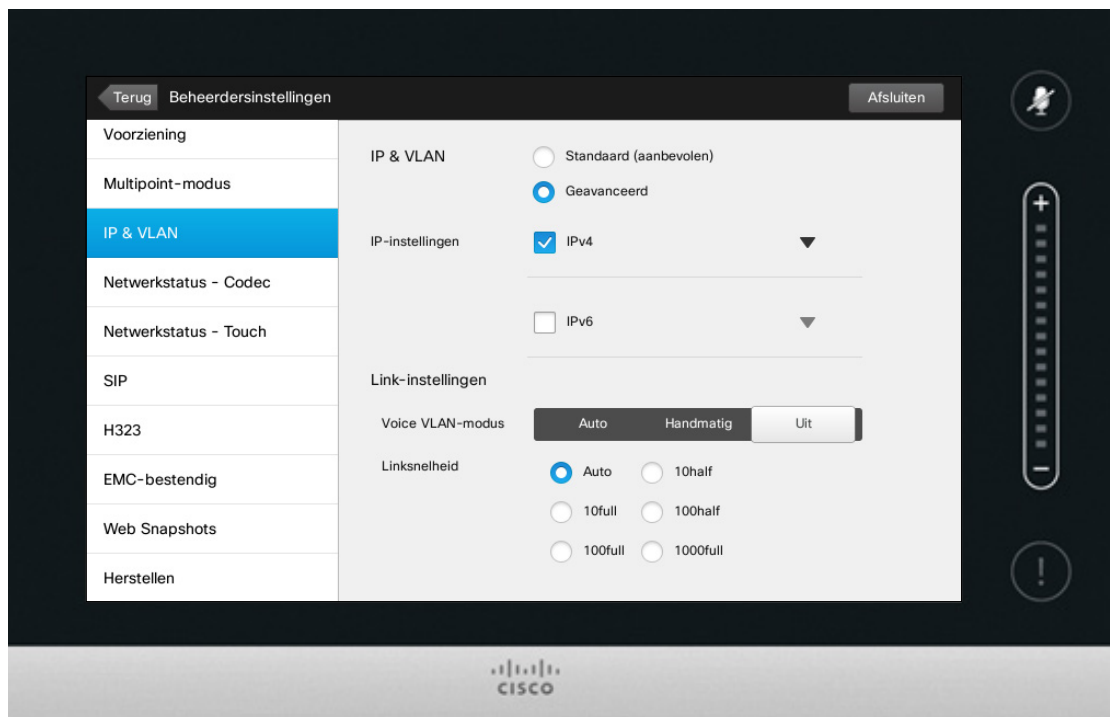 Terug Beheerdersinstellingen Afsluiten
Voorziening
Multipoint-modus
IP & VLAN
Netwerkstatus - Codec
Netwerkstatus - Touch
SIP
H323
EMC-bestendig
Web Snapshots
Herstellen
IP & VLAN Standaard (aanbevolen)
Geavanceerd
IP-instellingen IPv4
IPv6
Link-instellingen
Voice VLAN-modus Auto Handmatig Uit
Linksnelheid Auto 10half
10full 100half
100full 1000full
+
-
!
CISCO